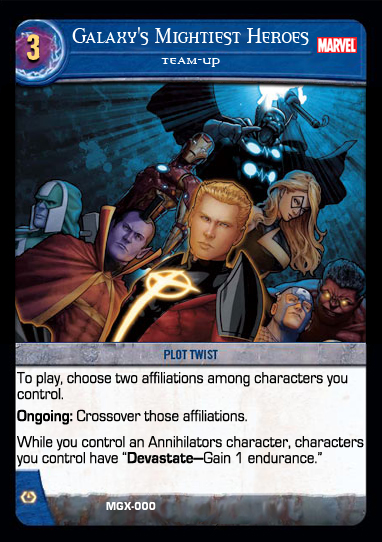 3
Galaxy's Mightiest Heroes
TEAM-UP
MARVEL
PLOT TWIST
To play, choose two affiliations among characters you
control.
Ongoing: Crossover those affiliations.
While you control an Annihilators character, characters
you control have “Devastate—Gain 1 endurance.”
MGX-000